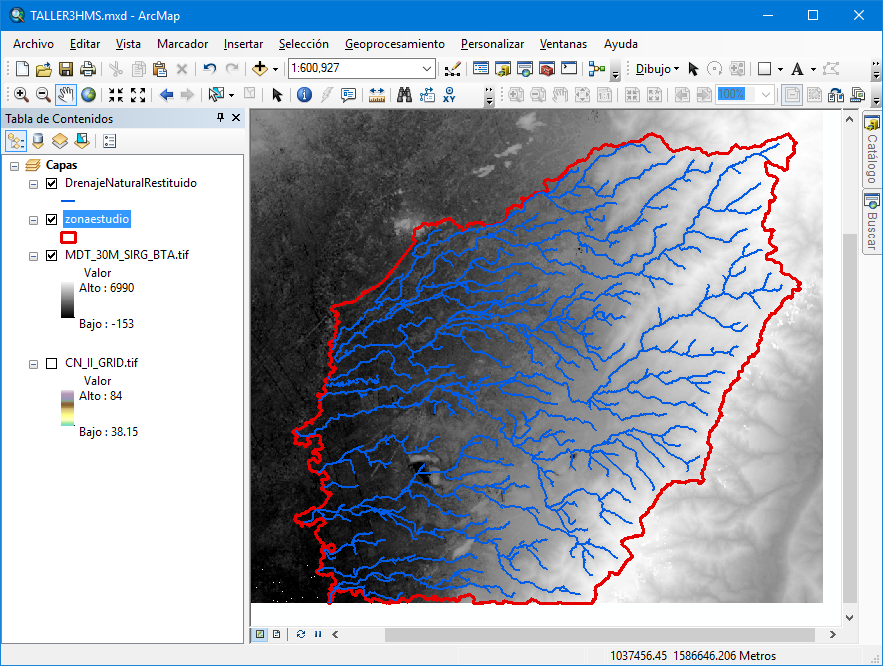 TALLER3HMS.mxd - ArcMap
Archivo Editar Vista Marcador Insertar Selección Geoprocesamiento Personalizar Ventanas Ayuda
1:600,927
Dibujo
A
XY
100%
Tabla de Contenidos
Capas
DrenajeNaturalRestituido
zonaestudio
MDT_30M_SIRG_BTA.tif
Valor
Alto : 6990
Bajo : -153
CN_II_GRID.tif
Valor
Alto : 84
Bajo : 38.15
Catálogo
Buscar
1037456.45 1586646.206 Metros